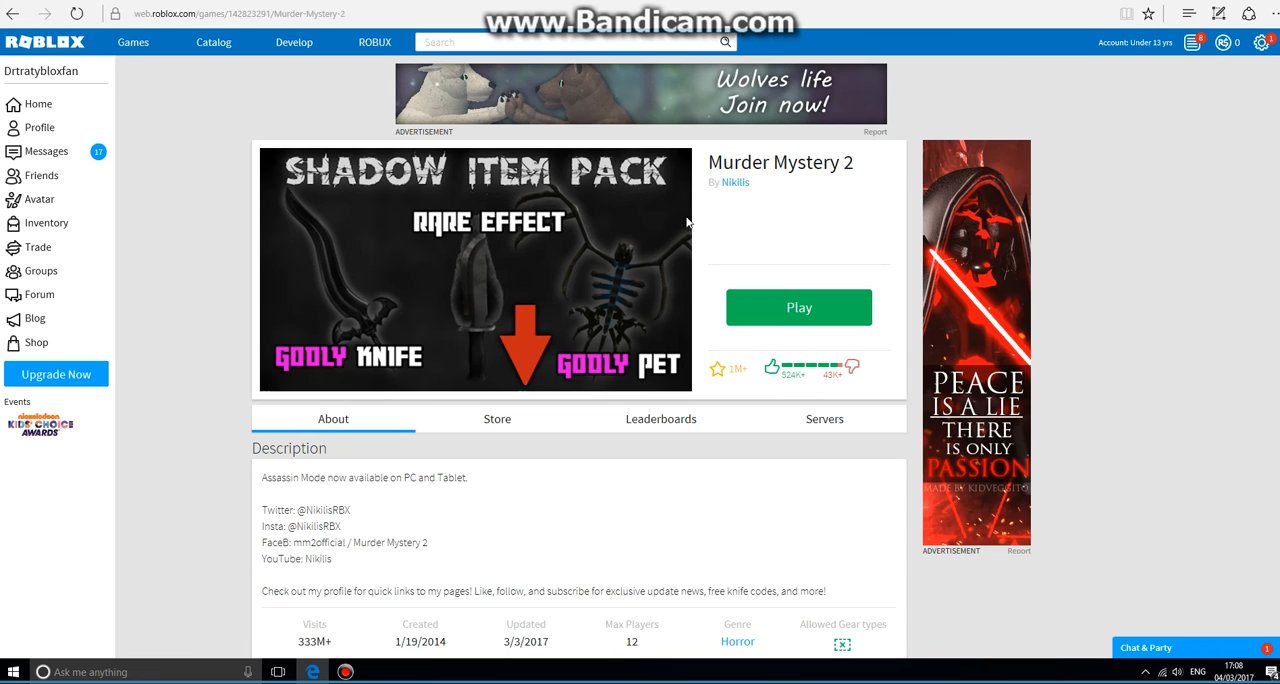 www.Bandicam.com
web.roblox.com/games/142823291/Murder-Mystery-2
ROBLOX
Games
Catalog
Develop
ROBUX
Search
Account: Under 13 yrs
8
0
1
Drtratybloxfan
Home
Profile
Messages
17
Friends
Avatar
Inventory
Trade
Groups
Forum
Blog
Shop
Upgrade Now
Events
nickelodeon
KIDS' CHOICE
AWARDS
Wolves life
Join now!
ADVERTISEMENT
Report
SHADOW ITEM PACK
RARE EFFECT
GODLY KNIFE
GODLY PET
Murder Mystery 2
By Nikilis
Play
1M+
524K+
43K+
About
Store
Leaderboards
Servers
Description
Assassin Mode now available on PC and Tablet.
Twitter: @NikilisRBX
Insta: @NikilisRBX
FaceB: mm2official / Murder Mystery 2
YouTube: Nikilis
Check out my profile for quick links to my pages! Like, follow, and subscribe for exclusive update news, free knife codes, and more!
Visits
333M+
Created
1/19/2014
Updated
3/3/2017
Max Players
12
Genre
Horror
Allowed Gear types
PEACE
IS A LIE
THERE
IS ONLY
PASSION
MADE BY KIDVEGGITO
ADVERTISEMENT
Report
Chat & Party
1
Ask me anything
ENG
17:08
04/03/2017